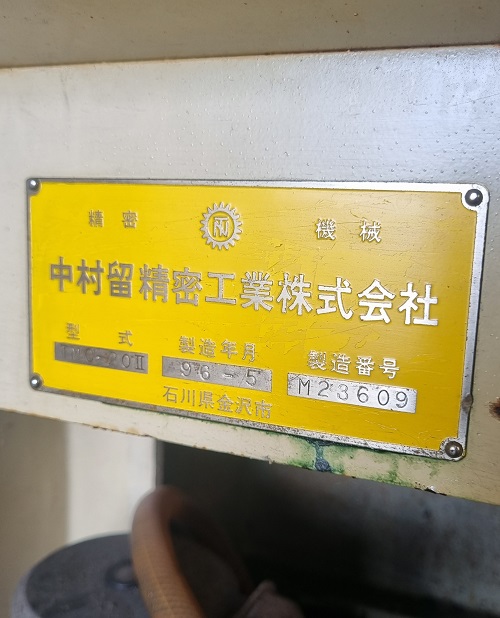 精密 機械
中村留精密工業株式会社
型式 製造年月 製造番号
96-5 M23609
石川県金沢市